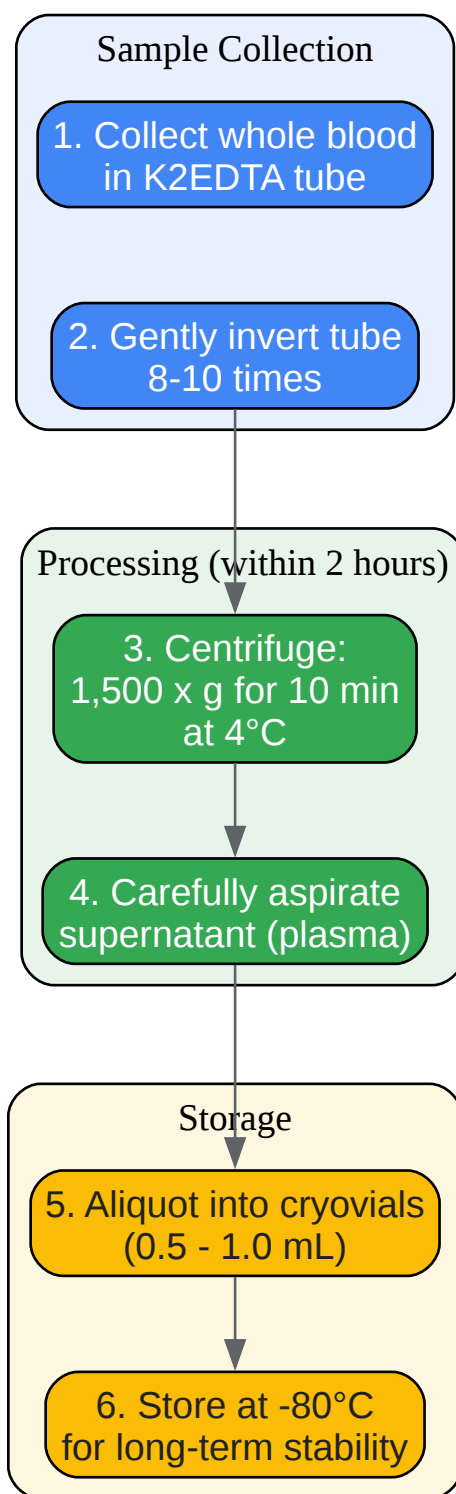 Sample Collection
1. Collect whole blood
in K2EDTA tube
2. Gently invert tube
8-10 times
Processing (within 2 hours)
3. Centrifuge:
1,500 x g for 10 min
at 4°C
4. Carefully aspirate
supernatant (plasma)
Storage
5. Aliquot into cryovials
(0.5 - 1.0 mL)
6. Store at -80°C
for long-term stability